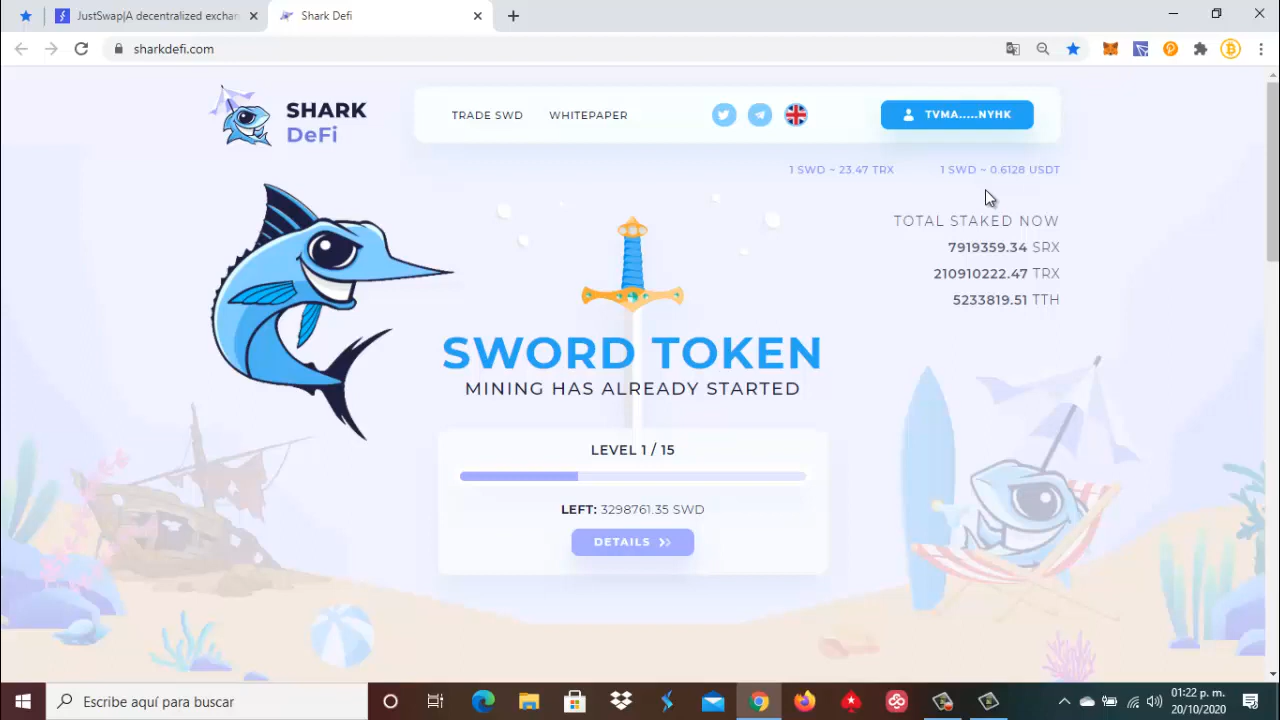 JustSwap|A decentralized exchan
Shark Defi
sharkdefi.com
SHARK
DeFi
TRADE SWD
WHITEPAPER
TVMA.....NYHK
1 SWD ~ 23.47 TRX
1 SWD ~ 0.6128 USDT
TOTAL STAKED NOW
7919359.34 SRX
210910222.47 TRX
5233819.51 TTH
SWORD TOKEN
MINING HAS ALREADY STARTED
LEVEL 1 / 15
LEFT: 3298761.35 SWD
DETAILS
Escribe aquí para buscar
01:22 p. m.
20/10/2020